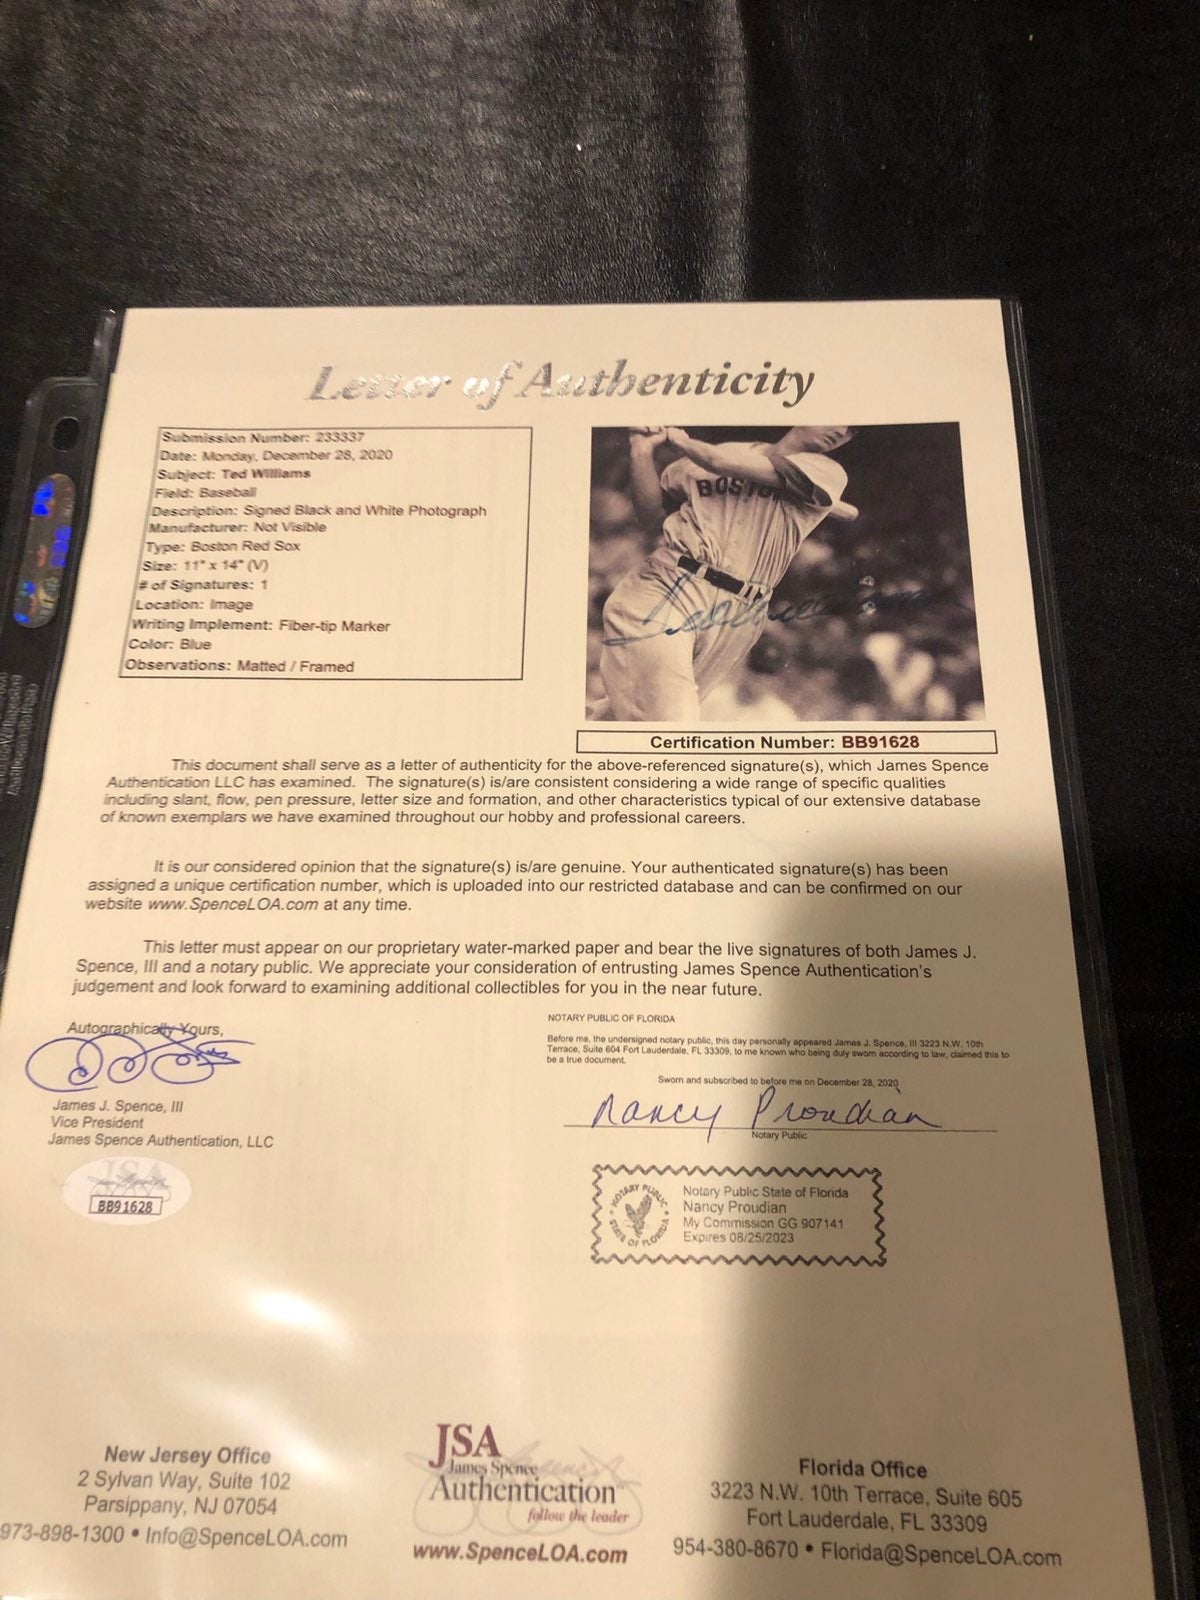 Letter of Authenticity
Submission Number: 233337
Date: Monday, December 28, 2020
Subject: Ted Williams
Field: Baseball
Description: Signed Black and White Photograph
Manufacturer: Not Visible
Type: Boston Red Sox
Size: 11" x 14" (V)
# of Signatures: 1
Location: Image
Writing Implement: Fiber-tip Marker
Color: Blue
Observations: Matted / Framed
BOSTON
Ted Williams
Certification Number: BB91628
This document shall serve as a letter of authenticity for the above-referenced signature(s), which James Spence
Authentication LLC has examined. The signature(s) is/are consistent considering a wide range of specific qualities
including slant, flow, pen pressure, letter size and formation, and other characteristics typical of our extensive database
of known exemplars we have examined throughout our hobby and professional careers.
It is our considered opinion that the signature(s) is/are genuine. Your authenticated signature(s) has been
assigned a unique certification number, which is uploaded into our restricted database and can be confirmed on our
website www.SpenceLOA.com at any time.
This letter must appear on our proprietary water-marked paper and bear the live signatures of both James J.
Spence, III and a notary public. We appreciate your consideration of entrusting James Spence Authentication's
judgement and look forward to examining additional collectibles for you in the near future.
Autographically Yours,
James J. Spence, III
Vice President
James Spence Authentication, LLC
JSA
BB91628
NOTARY PUBLIC OF FLORIDA
Before me, the undersigned notary public, this day personally appeared James J. Spence, III 3223 N.W. 10th
Terrace, Suite 604 Fort Lauderdale, FL 33309, to me known who being duly sworn according to law, claimed this to
be a true document.
Sworn and subscribed to before me on December 28, 2020
Nancy Proudian
Notary Public
NOTARY PUBLIC
STATE OF FLORIDA
Notary Public State of Florida
Nancy Proudian
My Commission GG 907141
Expires 08/25/2023
New Jersey Office
2 Sylvan Way, Suite 102
Parsippany, NJ 07054
973-898-1300 • Info@SpenceLOA.com
JSA
James Spence
Authentication
follow the leader
www.SpenceLOA.com
Florida Office
3223 N.W. 10th Terrace, Suite 605
Fort Lauderdale, FL 33309
954-380-8670 • Florida@SpenceLOA.com